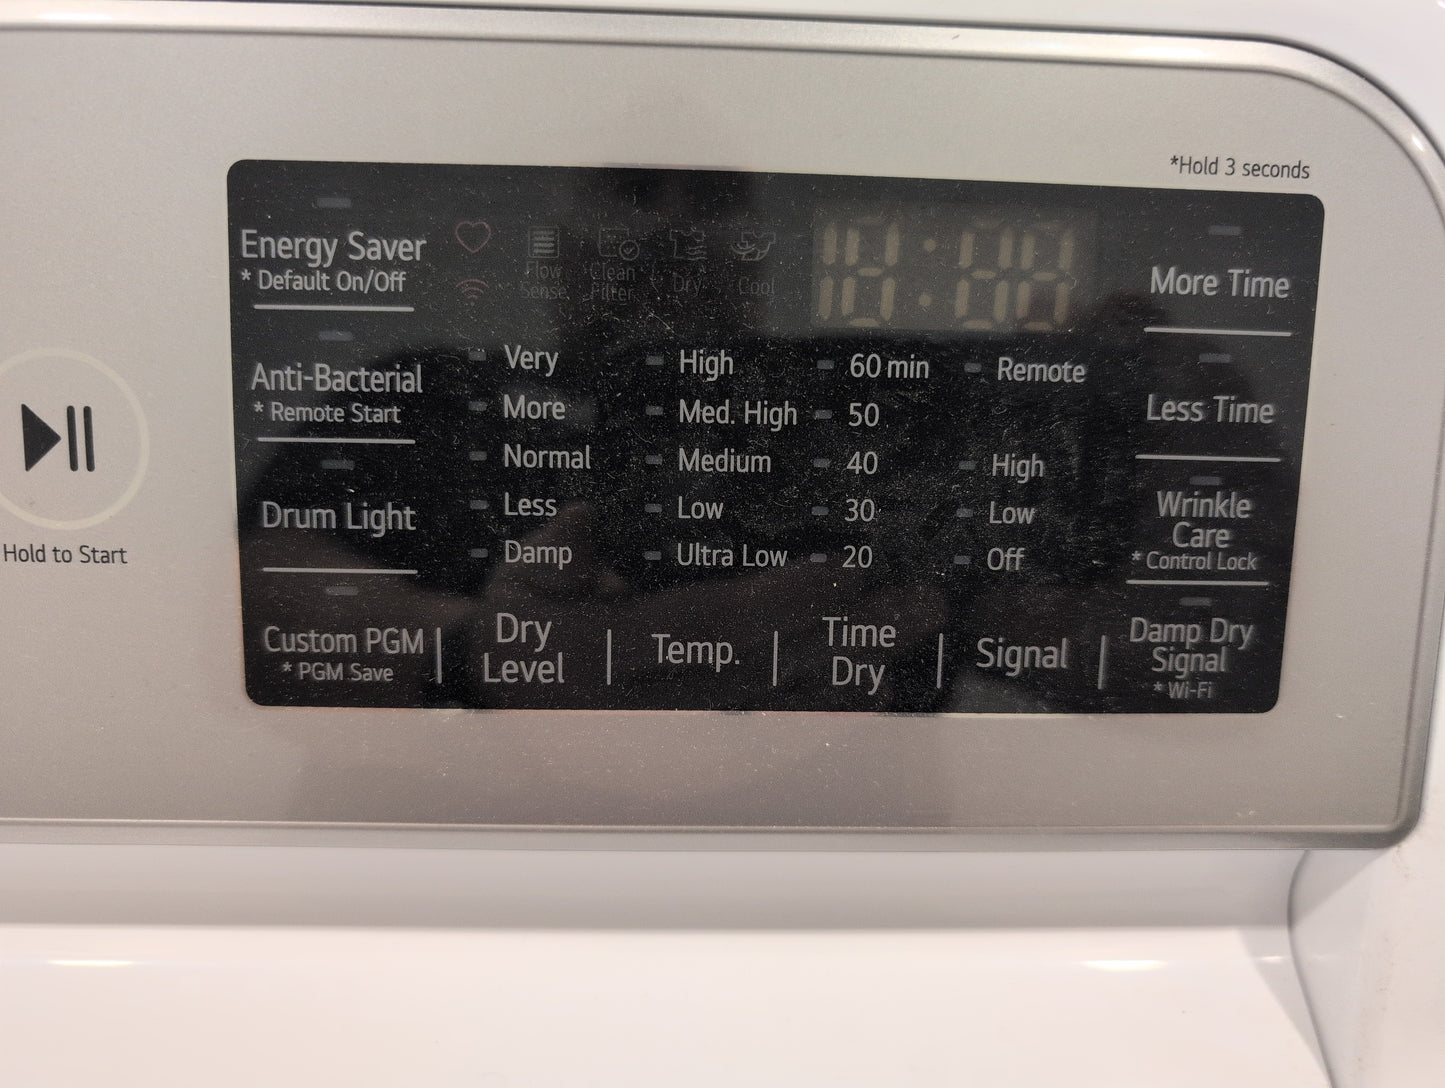 *Hold 3 seconds
Energy Saver
* Default On/Off
Flow
Sense
Clean
Filter
Dry
Cool
18:88
More Time
Anti-Bacterial
* Remote Start
Very
High
60 min
Remote
More
Med. High
50
Less Time
Normal
Medium
40
High
Drum Light
Less
Low
30
Low
Wrinkle
Care
* Control Lock
Damp
Ultra Low
20
Off
Hold to Start
Custom PGM
* PGM Save
Dry
Level
Temp.
Time
Dry
Signal
Damp Dry
Signal
* Wi-Fi